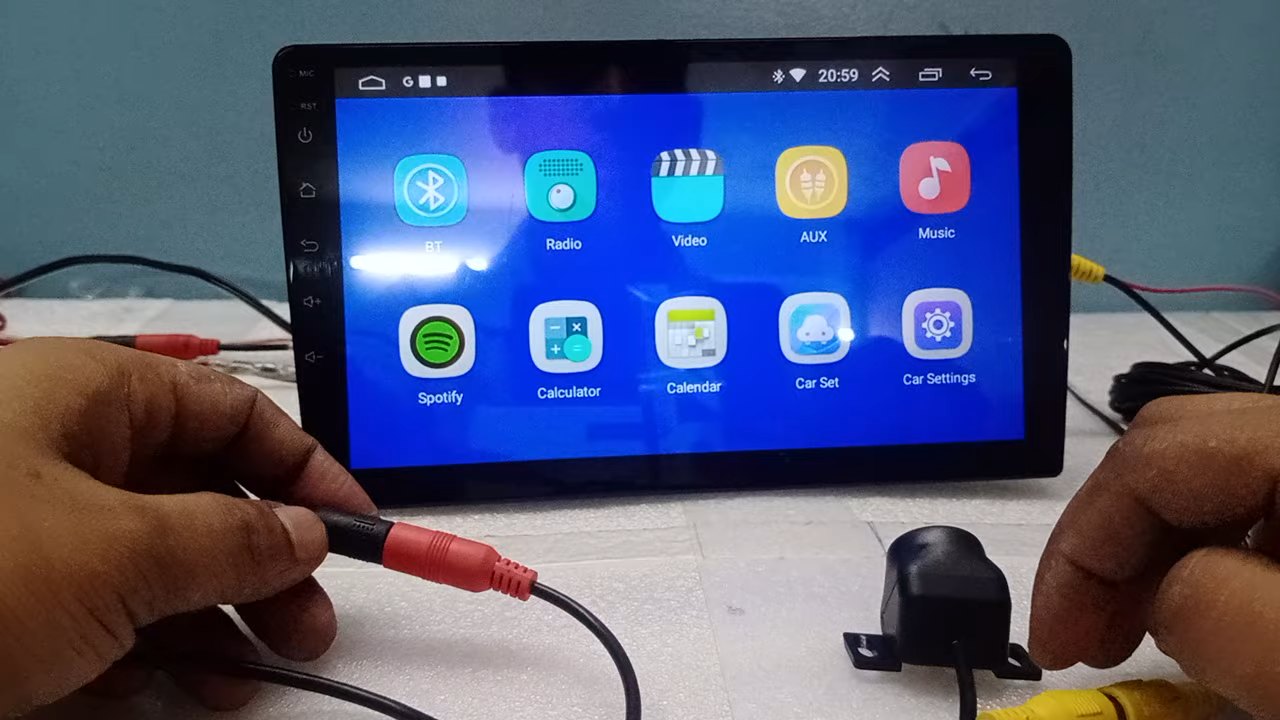 MIC
RST
G
20:59
BT
Radio
Video
AUX
Music
Spotify
Calculator
Calendar
Car Set
Car Settings